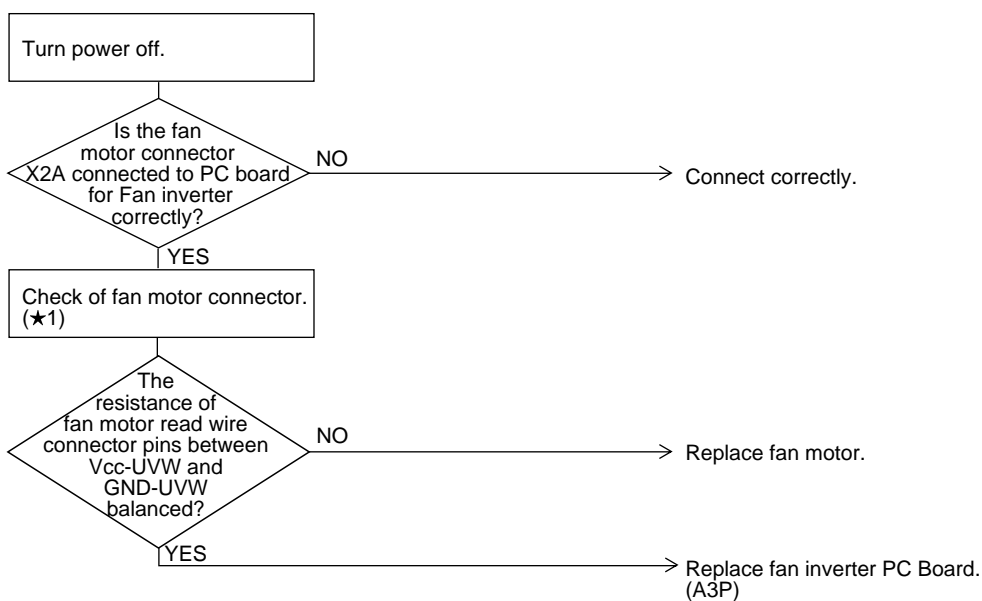 Turn power off.
Is the fan
motor connector
X2A connected to PC board
for Fan inverter
correctly?
NO
Connect correctly.
YES
Check of fan motor connector.
(★1)
The
resistance of
fan motor read wire
connector pins between
Vcc-UVW and
GND-UVW
balanced?
NO
Replace fan motor.
YES
Replace fan inverter PC Board.
(A3P)